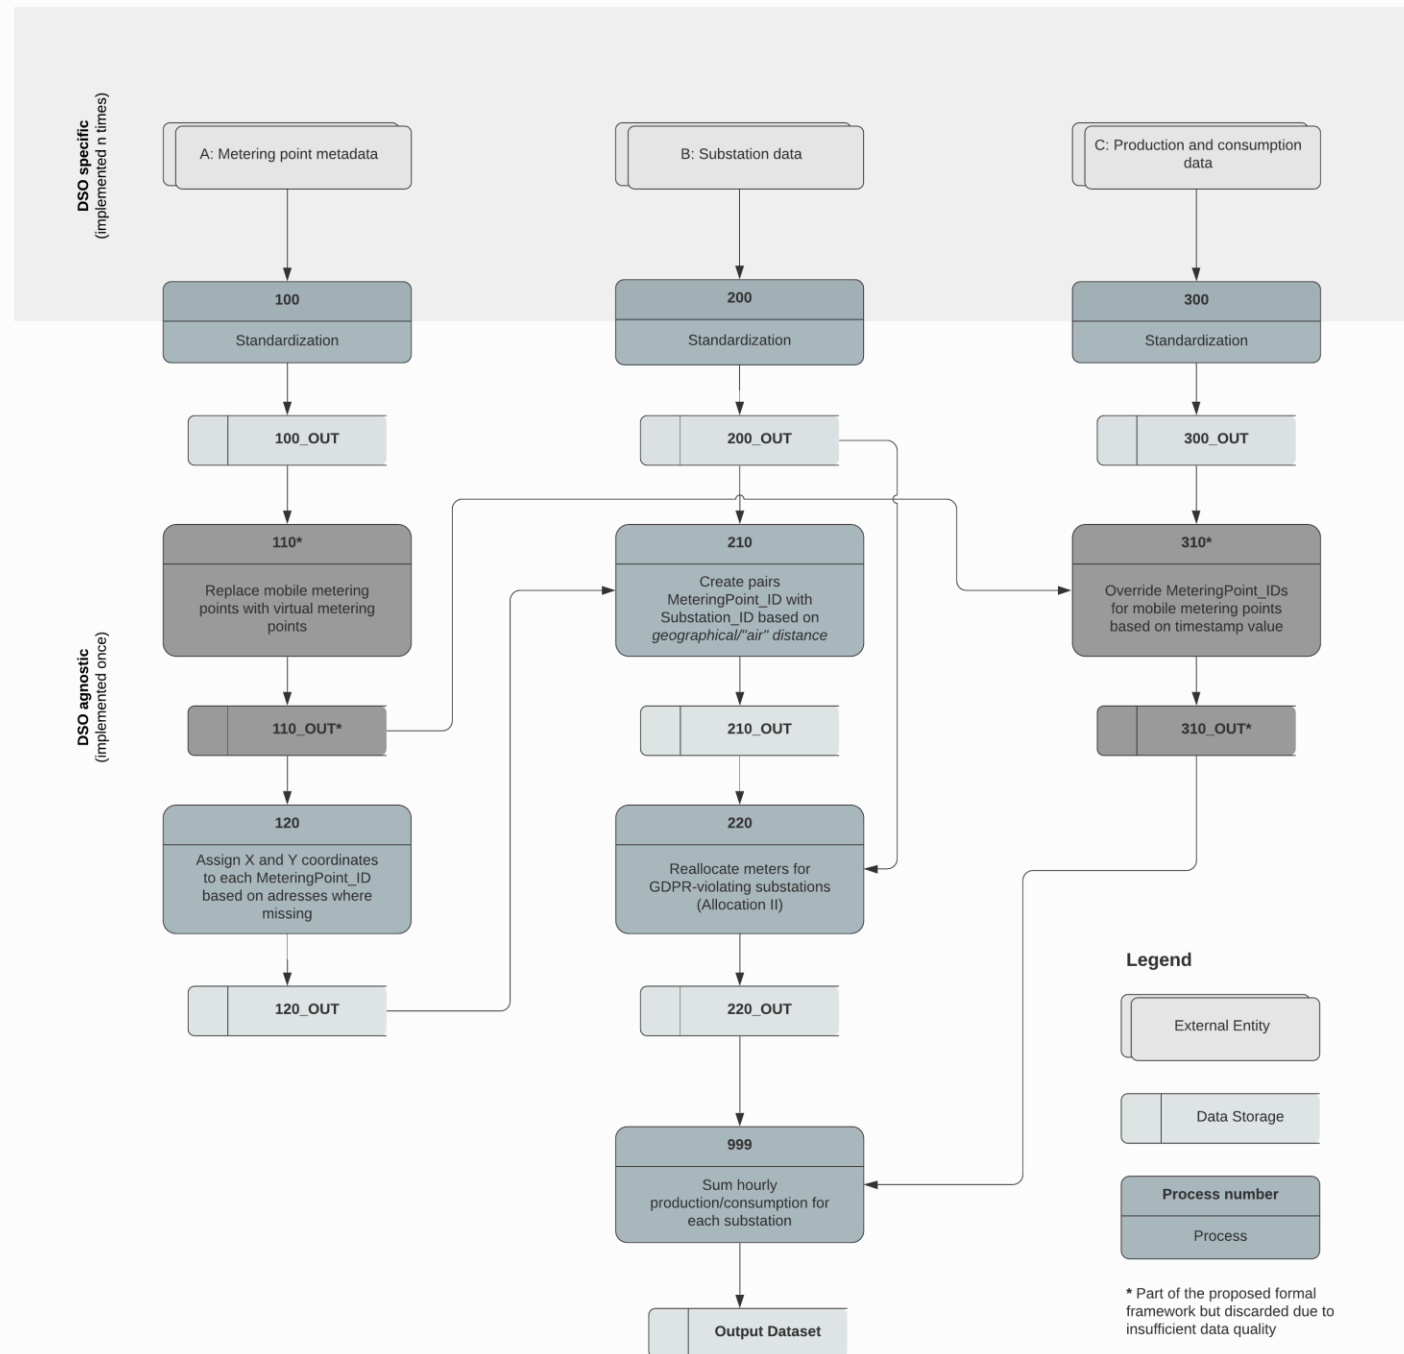 DSO specific
(implemented n times)
A: Metering point metadata
B: Substation data
C: Production and consumption
data
100
Standardization
200
Standardization
300
Standardization
100_OUT
200_OUT
300_OUT
DSO agnostic
(implemented once)
110*
Replace mobile metering
points with virtual metering
points
210
Create pairs
MeteringPoint_ID with
Substation_ID based on
geographical/"air" distance
310*
Override MeteringPoint_IDs
for mobile metering points
based on timestamp value
110_OUT*
210_OUT
310_OUT*
120
Assign X and Y coordinates
to each MeteringPoint_ID
based on adresses where
missing
220
Reallocate meters for
GDPR-violating substations
(Allocation II)
120_OUT
220_OUT
999
Sum hourly
production/consumption for
each substation
Output Dataset
Legend
External Entity
Data Storage
Process number
Process
* Part of the proposed formal
framework but discarded due to
insufficient data quality